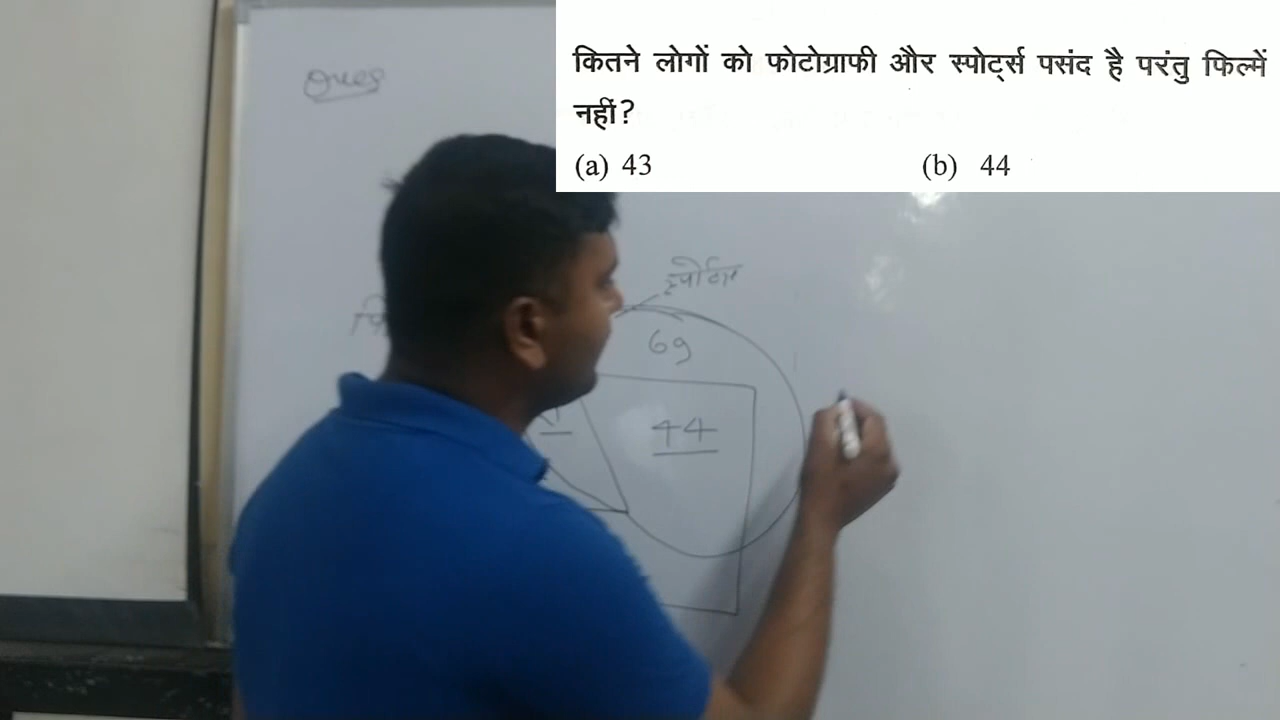 कितने लोगों को फोटोग्राफी और स्पोर्ट्स पसंद है परंतु फिल्में
नहीं?
(a) 43 (b) 44
Ques
69
44